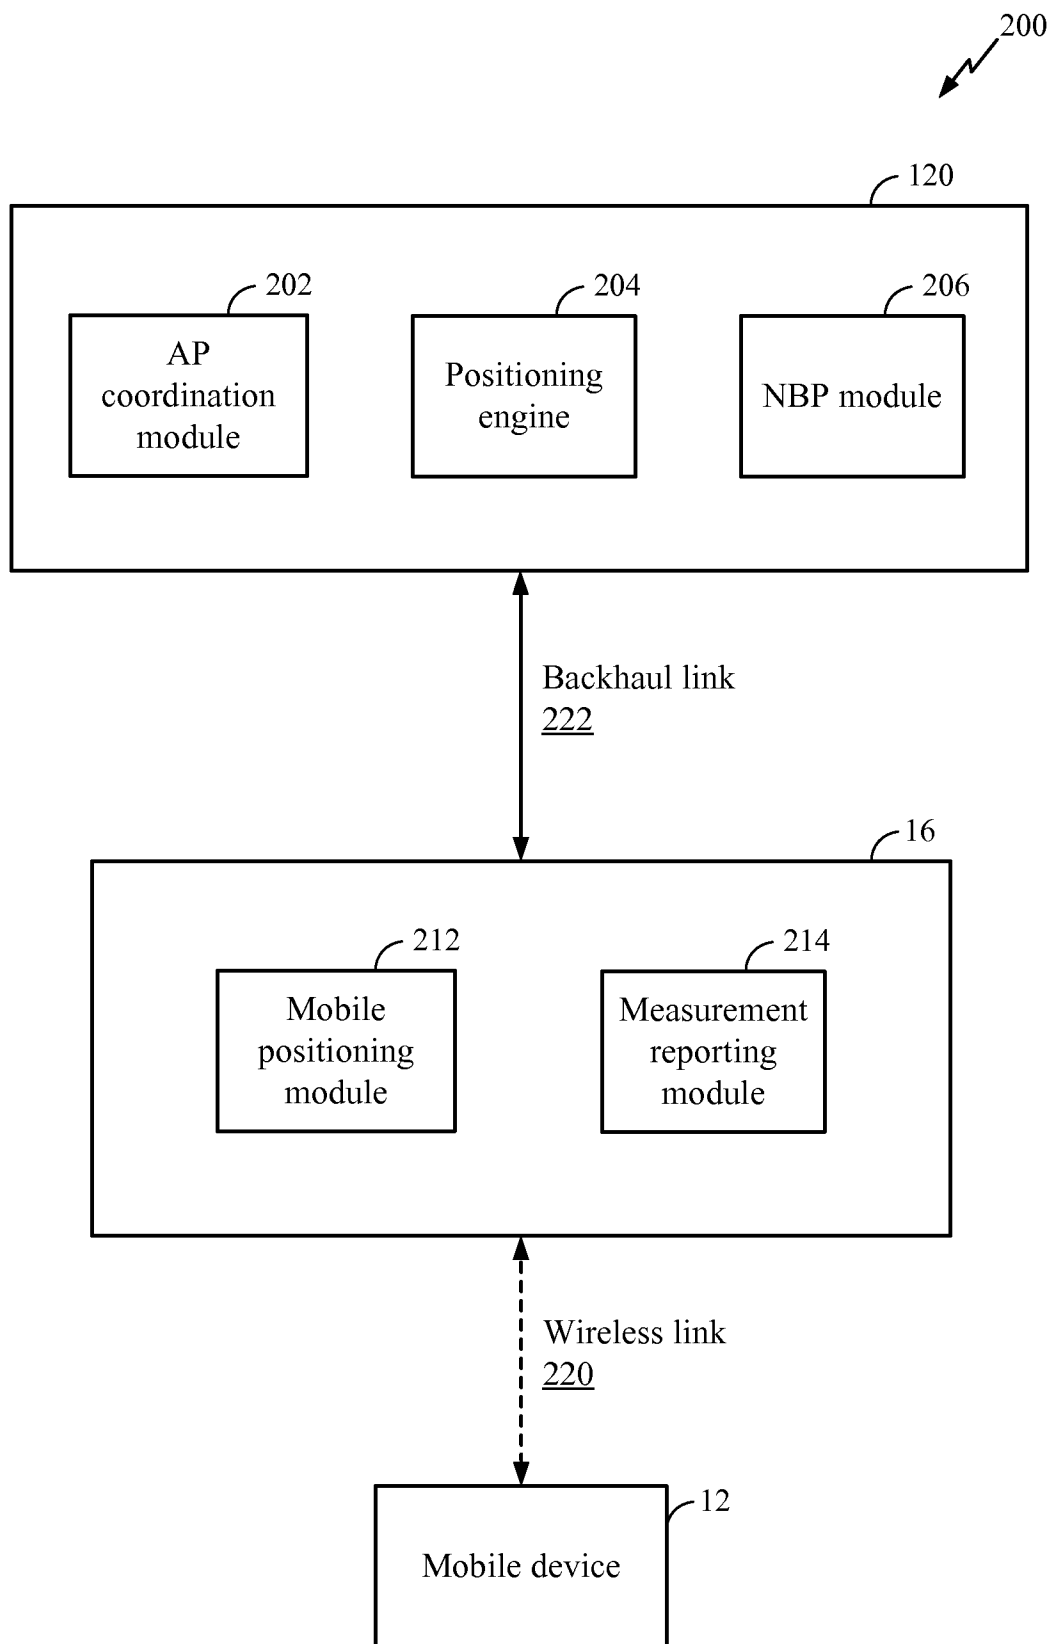 200
120
202
204
206
AP
coordination
module
Positioning
engine
NBP module
Backhaul link
222
16
212
214
Mobile
positioning
module
Measurement
reporting
module
Wireless link
220
12
Mobile device